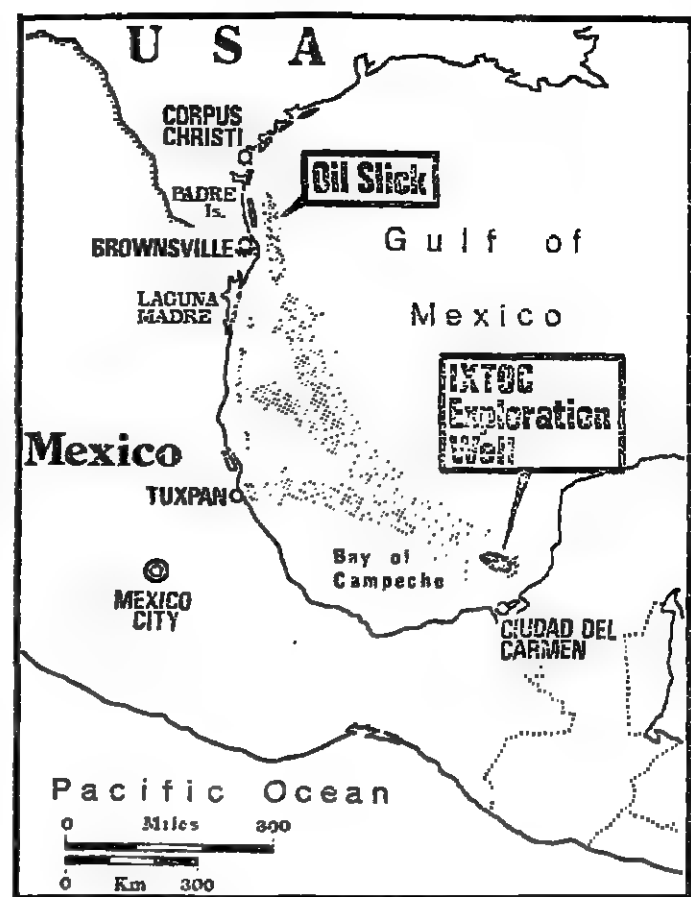 USA
CORPUS
CHRISTI
Oil Slick
PADRE
Is.
BROWNSVILLE
Gulf of
LAGUNA
MADRE
Mexico
IXTOC
Exploration
Well
Mexico
TUXPAN
Bay of
Campeche
MEXICO
CITY
CIUDAD DEL
CARMEN
Pacific Ocean
0 Miles 300
0 Km 300